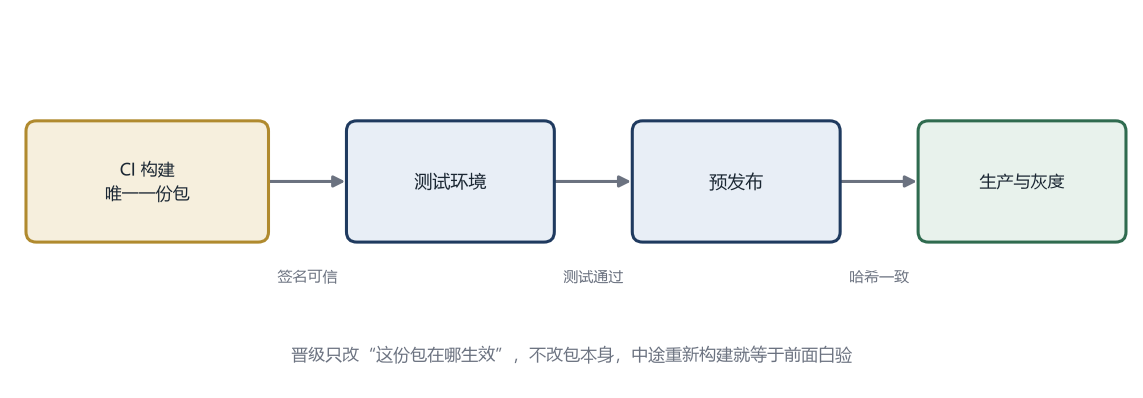 CI 构建
唯一一份包
测试环境
预发布
生产与灰度
签名可信
测试通过
哈希一致
晋级只改“这份包在哪生效”，不改包本身，中途重新构建就等于前面白验